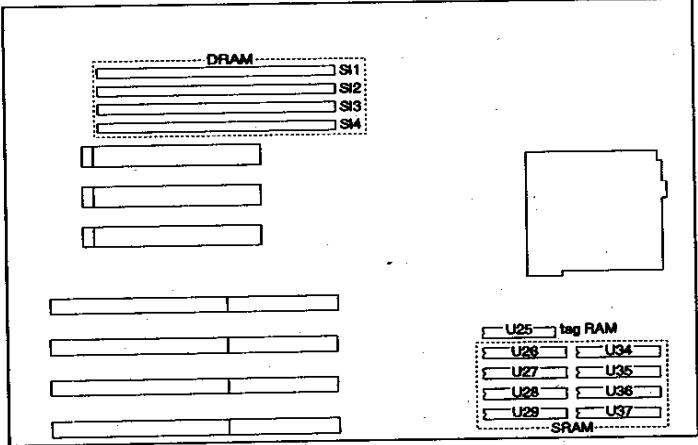 DRAM
SI1
SI2
SI3
SI4
U25 tag RAM
U26 U34
U27 U35
U28 U36
U29 U37
SRAM